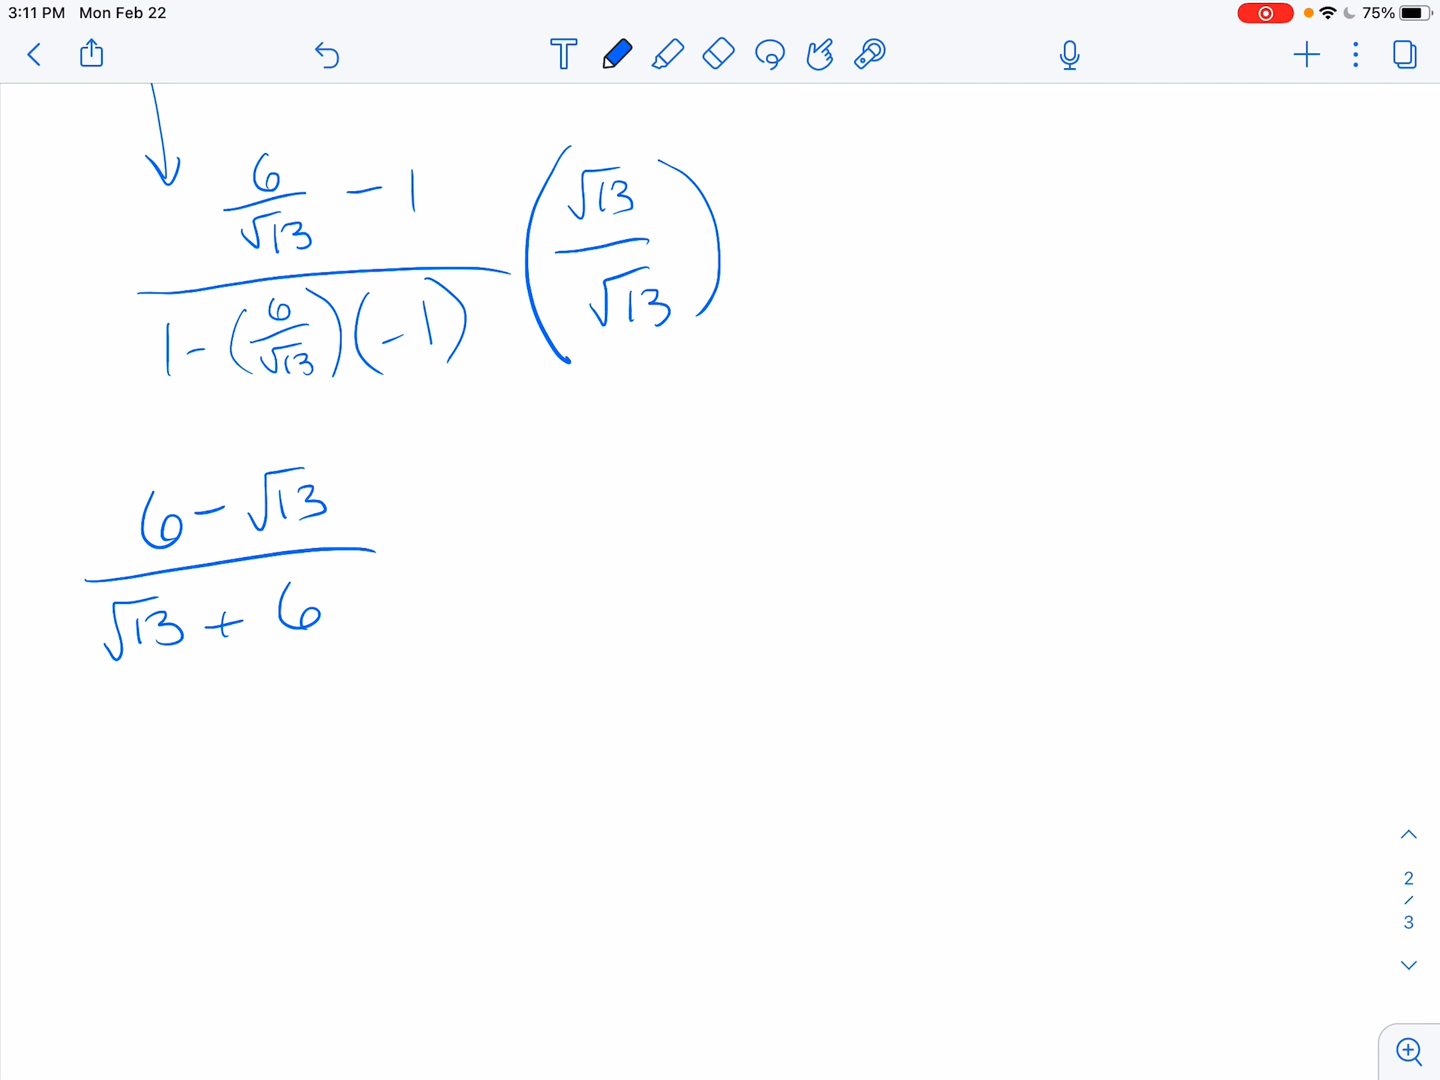 3:11 PM Mon Feb 22 75%
6/√13 - 1
1 - (6/√13)(-1)
(√13/√13)
6 - √13
√13 + 6
2
/
3